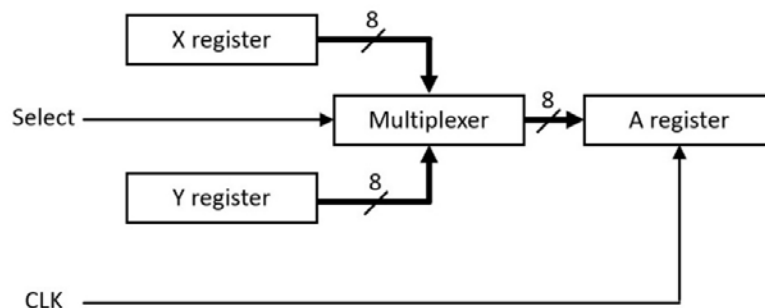 8
X register
8
Select
Multiplexer
A register
8
Y register
CLK